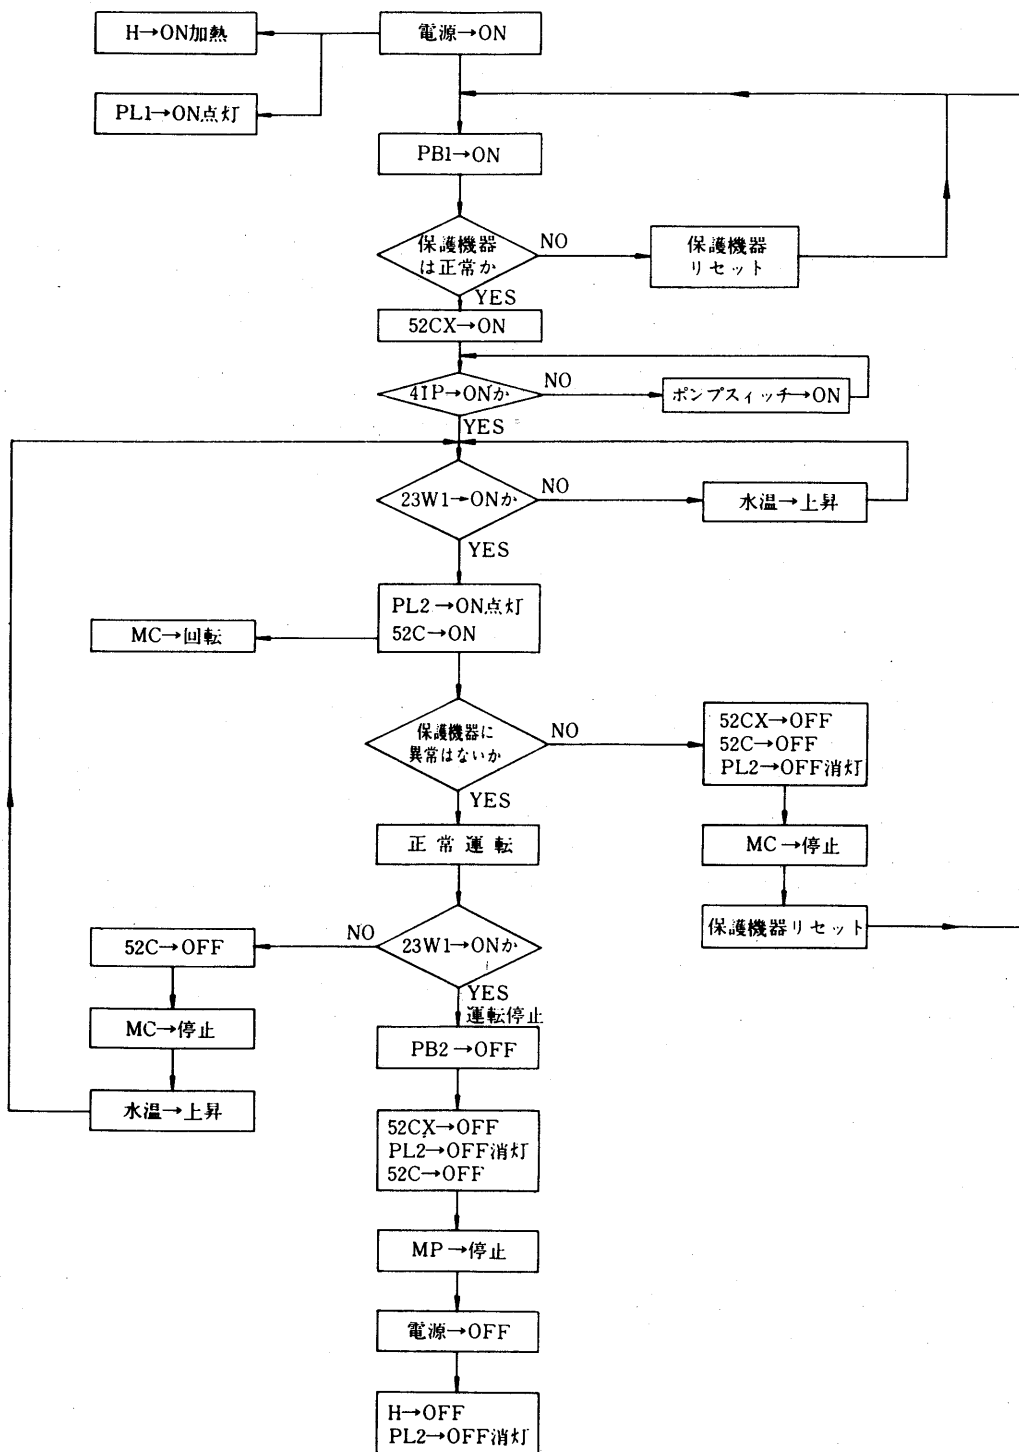 H→ON加熱
電源→ON
PL1→ON点灯
PB1→ON
保護機器
は正常か
NO
保護機器
リセット
YES
52CX→ON
41P→ONか
NO
ポンプスィッチ→ON
YES
23W1→ONか
NO
水温→上昇
YES
PL2→ON点灯
52C→ON
MC→回転
保護機器に
異常はないか
NO
52CX→OFF
52C→OFF
PL2→OFF消灯
YES
正常運転
MC→停止
23W1→ONか
NO
52C→OFF
保護機器リセット
YES
運転停止
MC→停止
PB2→OFF
水温→上昇
52CX→OFF
PL2→OFF消灯
52C→OFF
MP→停止
電源→OFF
H→OFF
PL2→OFF消灯